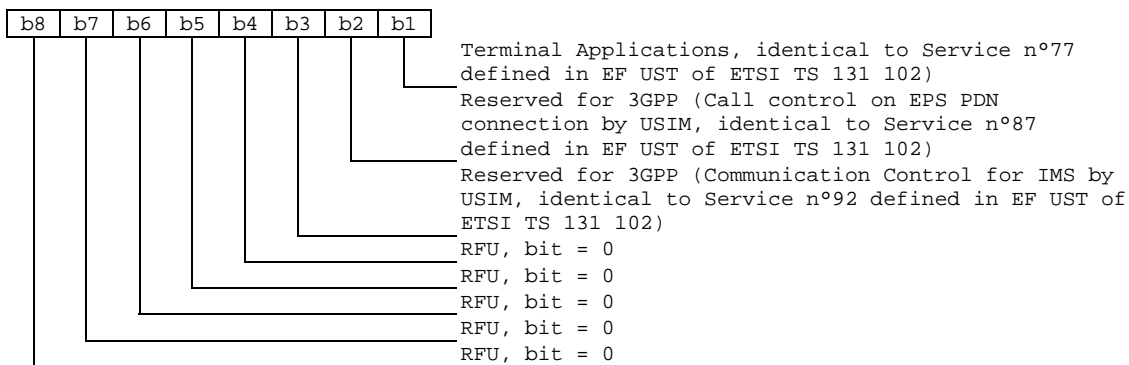 b8 b7 b6 b5 b4 b3 b2 b1
Terminal Applications, identical to Service n°77
defined in EF UST of ETSI TS 131 102)
Reserved for 3GPP (Call control on EPS PDN
connection by USIM, identical to Service n°87
defined in EF UST of ETSI TS 131 102)
Reserved for 3GPP (Communication Control for IMS by
USIM, identical to Service n°92 defined in EF UST of
ETSI TS 131 102)
RFU, bit = 0
RFU, bit = 0
RFU, bit = 0
RFU, bit = 0
RFU, bit = 0